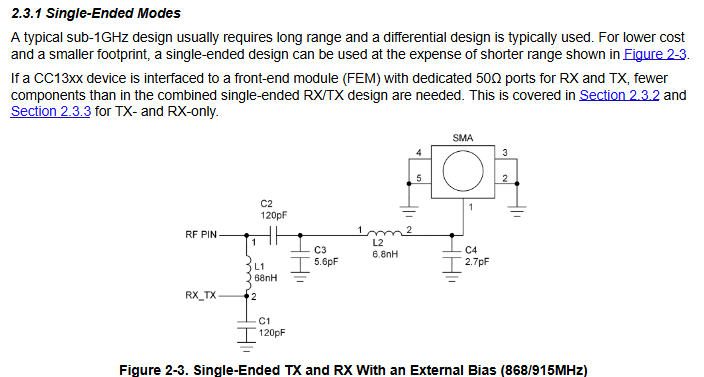 2.3.1 Single-Ended Modes
A typical sub-1GHz design usually requires long range and a differential design is typically used. For lower cost
and a smaller footprint, a single-ended design can be used at the expense of shorter range shown in Figure 2-3.
If a CC13xx device is interfaced to a front-end module (FEM) with dedicated 50Ω ports for RX and TX, fewer
components than in the combined single-ended RX/TX design are needed. This is covered in Section 2.3.2 and
Section 2.3.3 for TX- and RX-only.
SMA
4
3
5
2
C2
120pF
1
RF PIN
1
1
2
L2
6.8nH
C3
5.6pF
C4
2.7pF
L1
68nH
RX_TX
2
C1
120pF
Figure 2-3. Single-Ended TX and RX With an External Bias (868/915MHz)